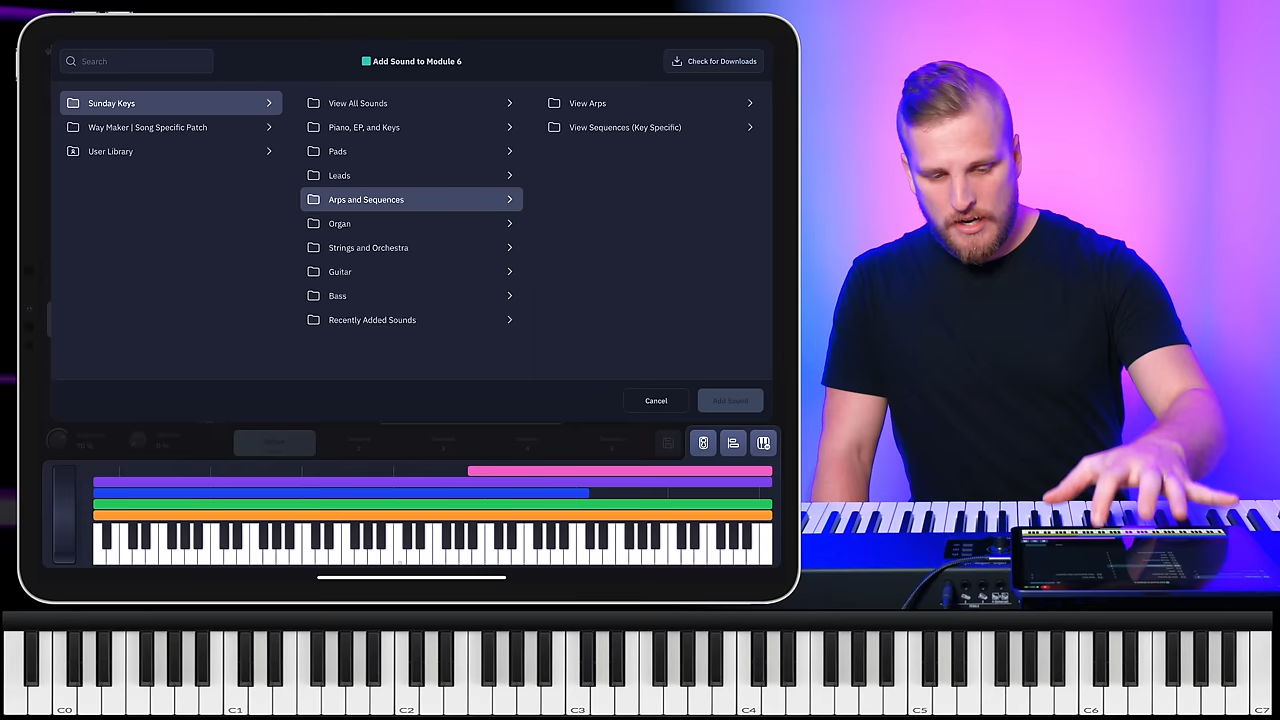 Search
Add Sound to Module 6
Check for Downloads
Sunday Keys
View All Sounds
View Arps
Way Maker | Song Specific Patch
Piano, EP, and Keys
View Sequences (Key Specific)
User Library
Pads
Leads
Arps and Sequences
Organ
Strings and Orchestra
Guitar
Bass
Recently Added Sounds
Cancel
Add Sound
C0
C1
C2
C3
C4
C5
C6
C7